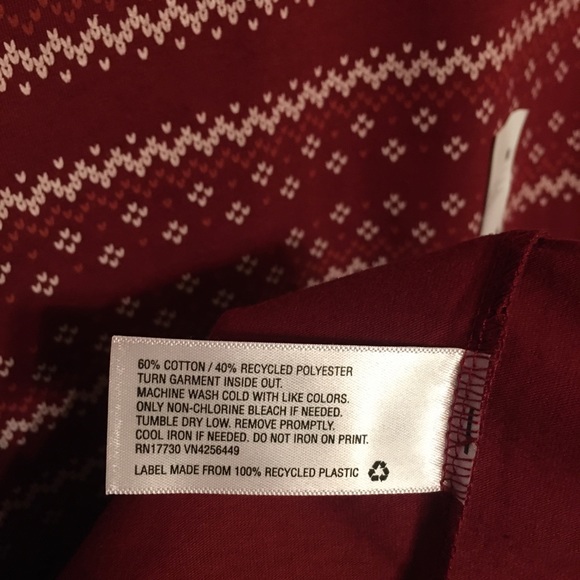 60% COTTON / 40% RECYCLED POLYESTER
TURN GARMENT INSIDE OUT.
MACHINE WASH COLD WITH LIKE COLORS.
ONLY NON-CHLORINE BLEACH IF NEEDED.
TUMBLE DRY LOW. REMOVE PROMPTLY.
COOL IRON IF NEEDED. DO NOT IRON ON PRINT.
RN17730 VN4256449
LABEL MADE FROM 100% RECYCLED PLASTIC